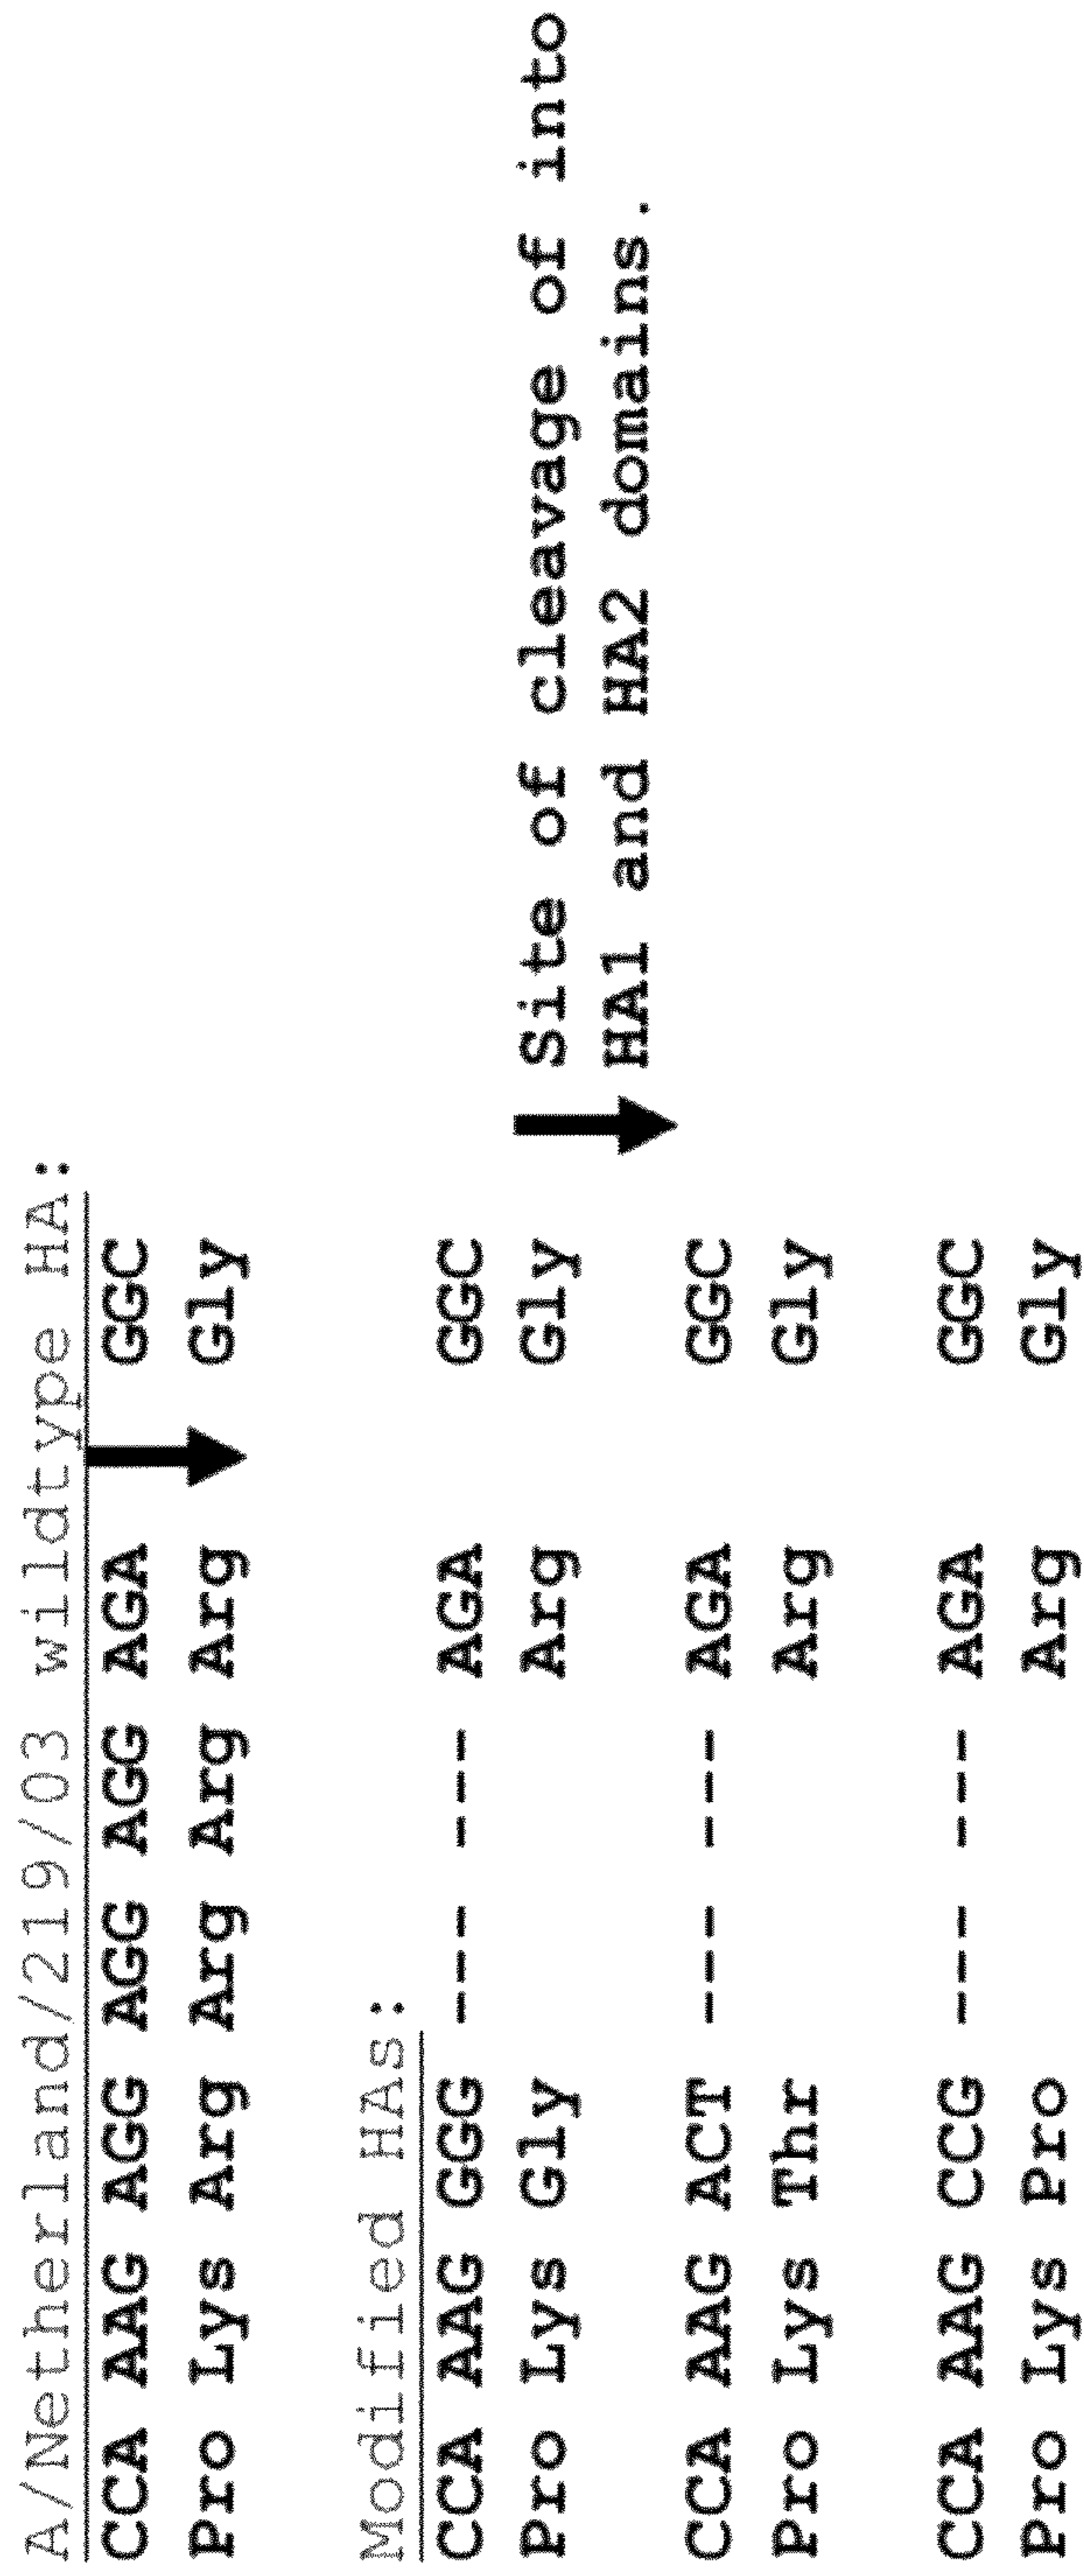 A/Netherland/219/03 wildtype HA:
CCA AAG AGG AGG AGG AGA GGC
Pro Lys Arg Arg Arg Arg Gly
Modified HAs:
CCA AAG GGG --- --- AGA GGC
Pro Lys Gly Arg Gly
Site of cleavage of into
HA1 and HA2 domains.
CCA AAG ACT --- --- AGA GGC
Pro Lys Thr Arg Gly
CCA AAG CCG --- --- AGA GGC
Pro Lys Pro Arg Gly